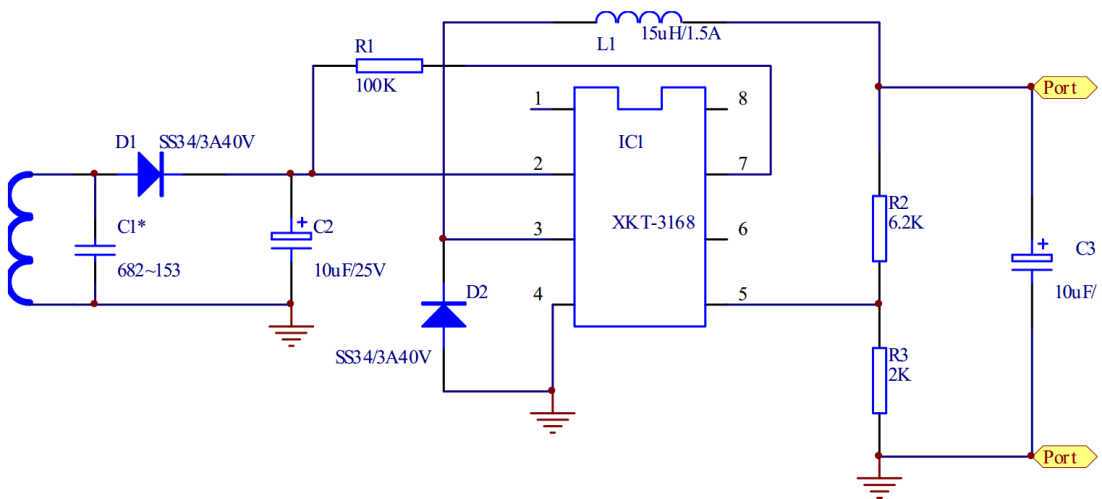 L1
15uH/1.5A
R1
100K
Port
1
8
IC1
D1
SS34/3A40V
2
7
C1*
682~153
C2
10uF/25V
3
XKT-3168
6
R2
6.2K
C3
10uF/
D2
4
5
SS34/3A40V
R3
2K
Port